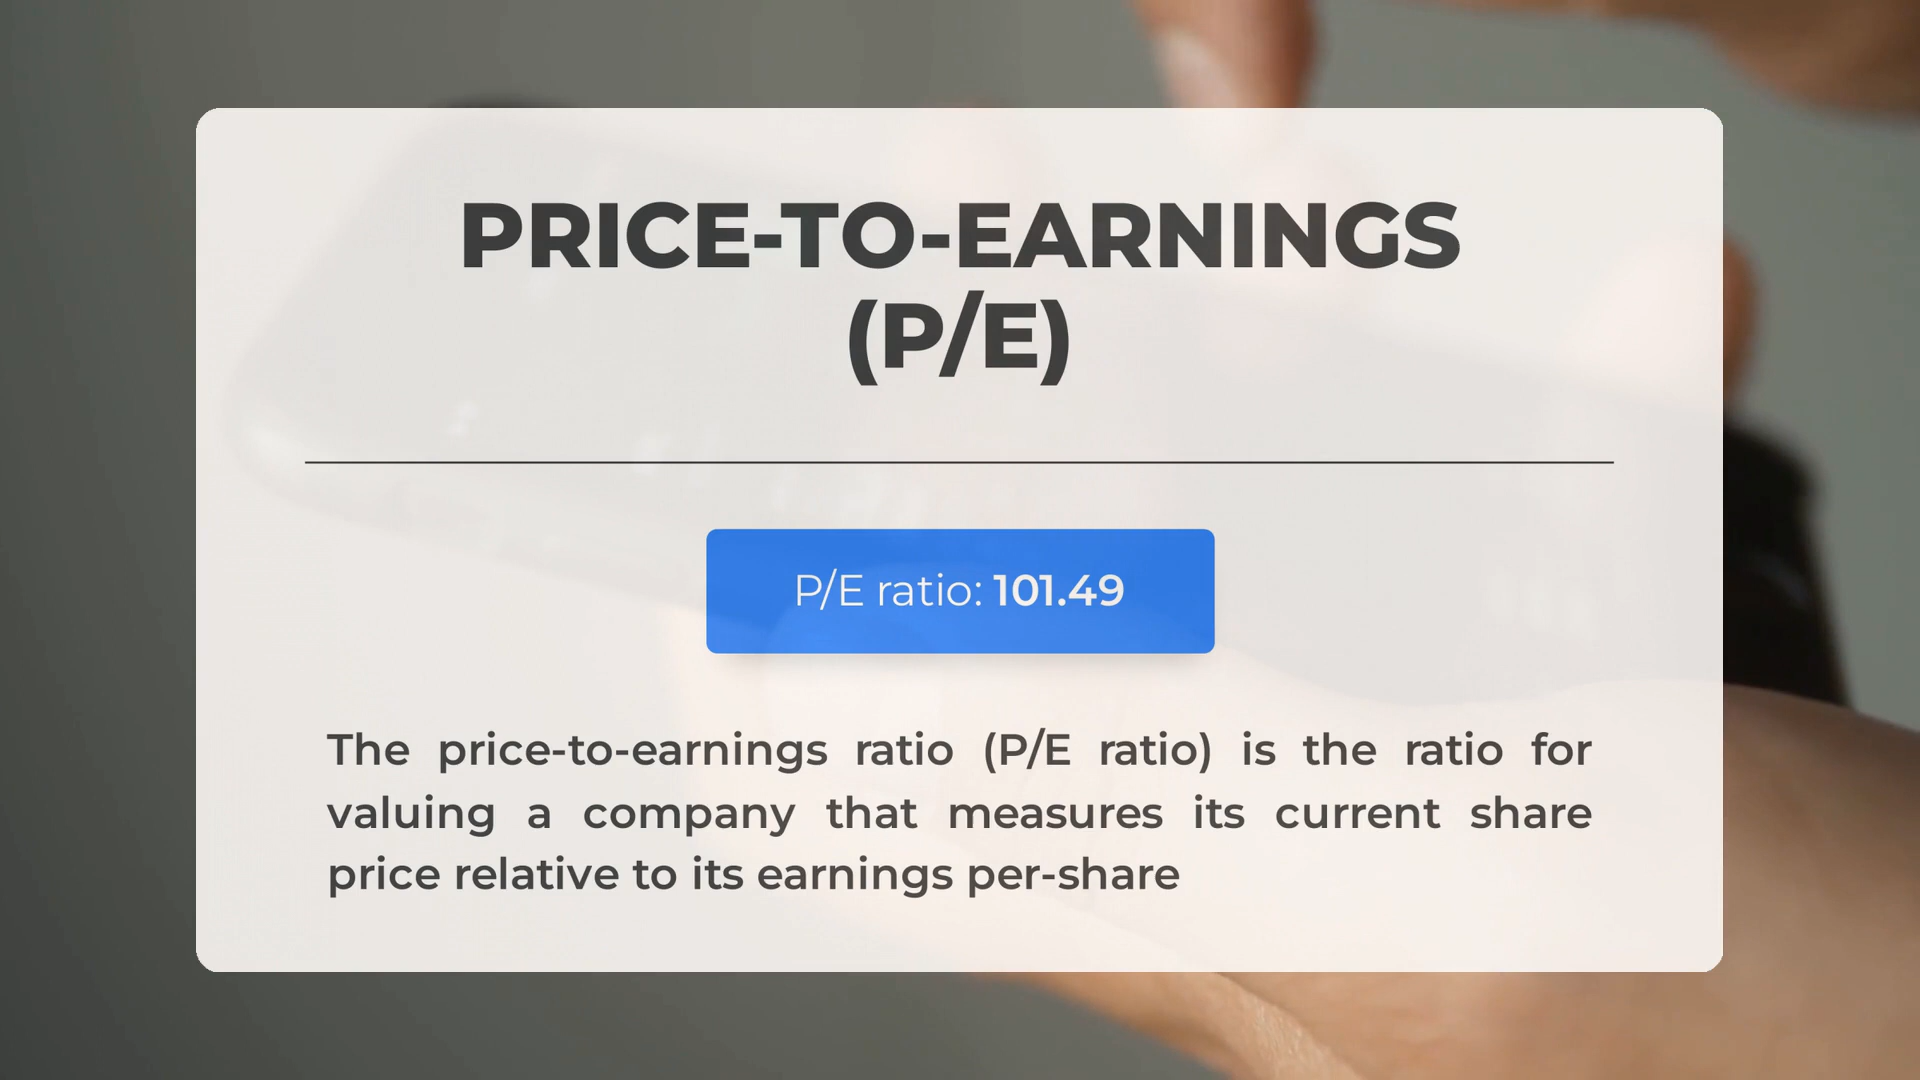 PRICE-TO-EARNINGS
(P/E)
P/E ratio: 101.49
The price-to-earnings ratio (P/E ratio) is the ratio for
valuing a company that measures its current share
price relative to its earnings per-share